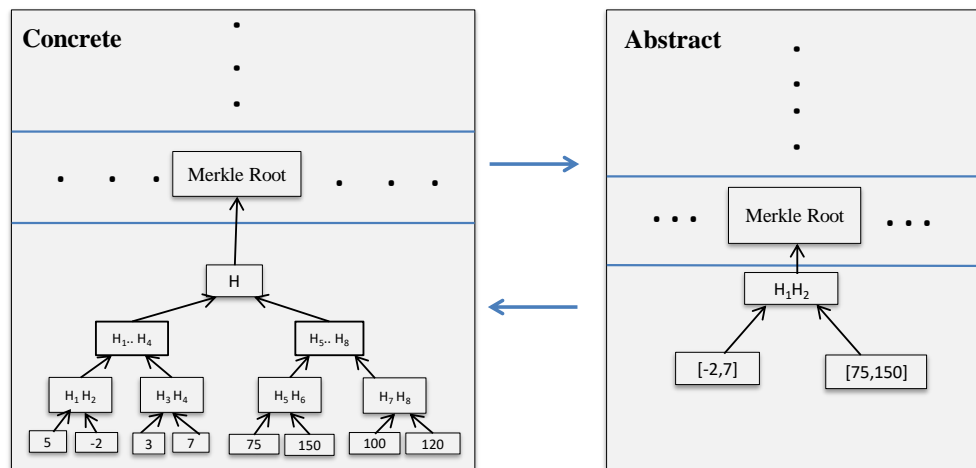 Concrete
Merkle Root
H
H₁.. H₄
H₅.. H₈
H₁ H₂
H₃ H₄
H₅ H₆
H₇ H₈
5
-2
3
7
75
150
100
120
Abstract
Merkle Root
H₁H₂
[-2,7]
[75,150]